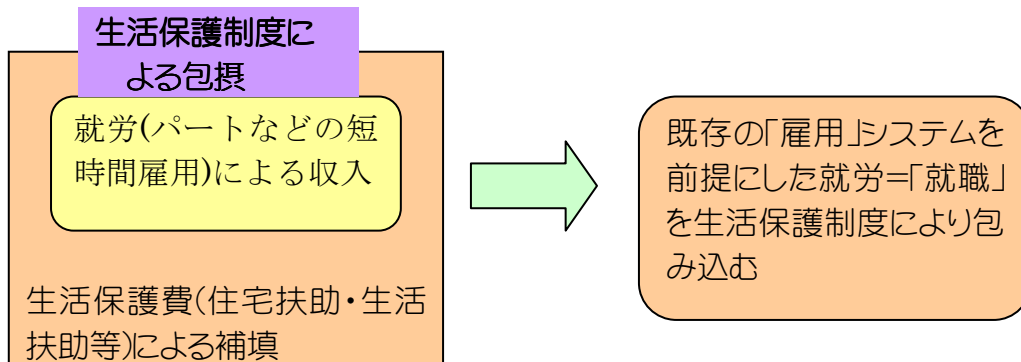 生活保護制度に
よる包摂
就労(パートなどの短
時間雇用)による収入
生活保護費(住宅扶助・生活
扶助等)による補填
既存の「雇用」システムを
前提にした就労=「就職」
を生活保護制度により包
み込む